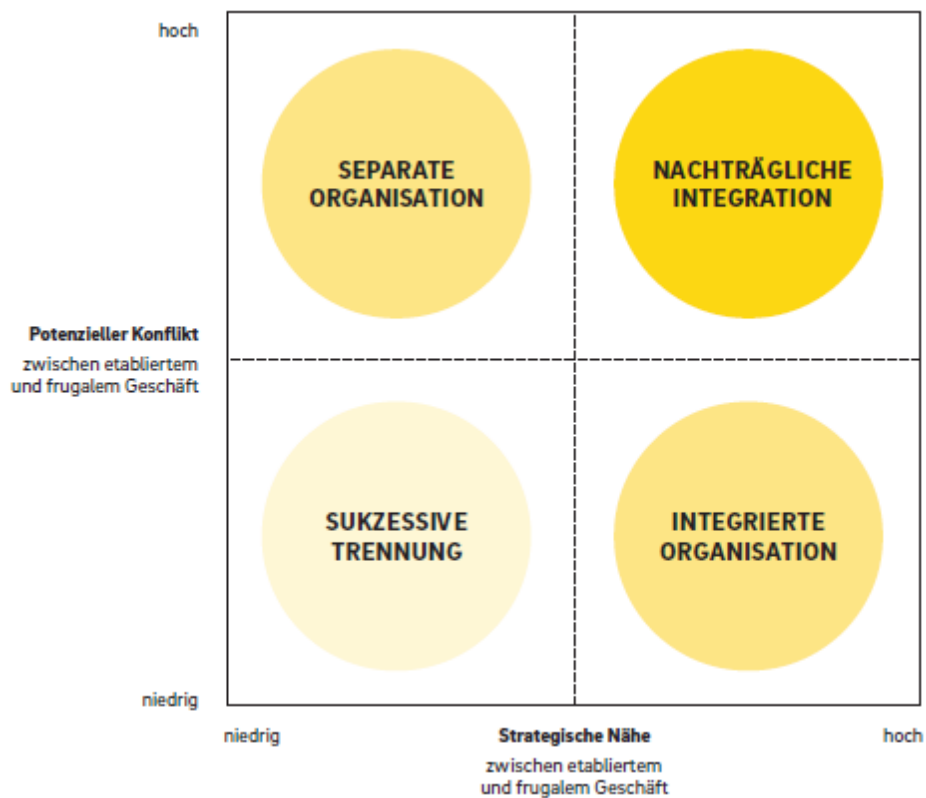 hoch
SEPARATE
ORGANISATION
NACHTRÄGLICHE
INTEGRATION
Potenzieller Konflikt
zwischen etabliertem
und frugalem Geschäft
SUKZESSIVE
TRENNUNG
INTEGRIERTE
ORGANISATION
niedrig
niedrig
Strategische Nähe
hoch
zwischen etabliertem
und frugalem Geschäft